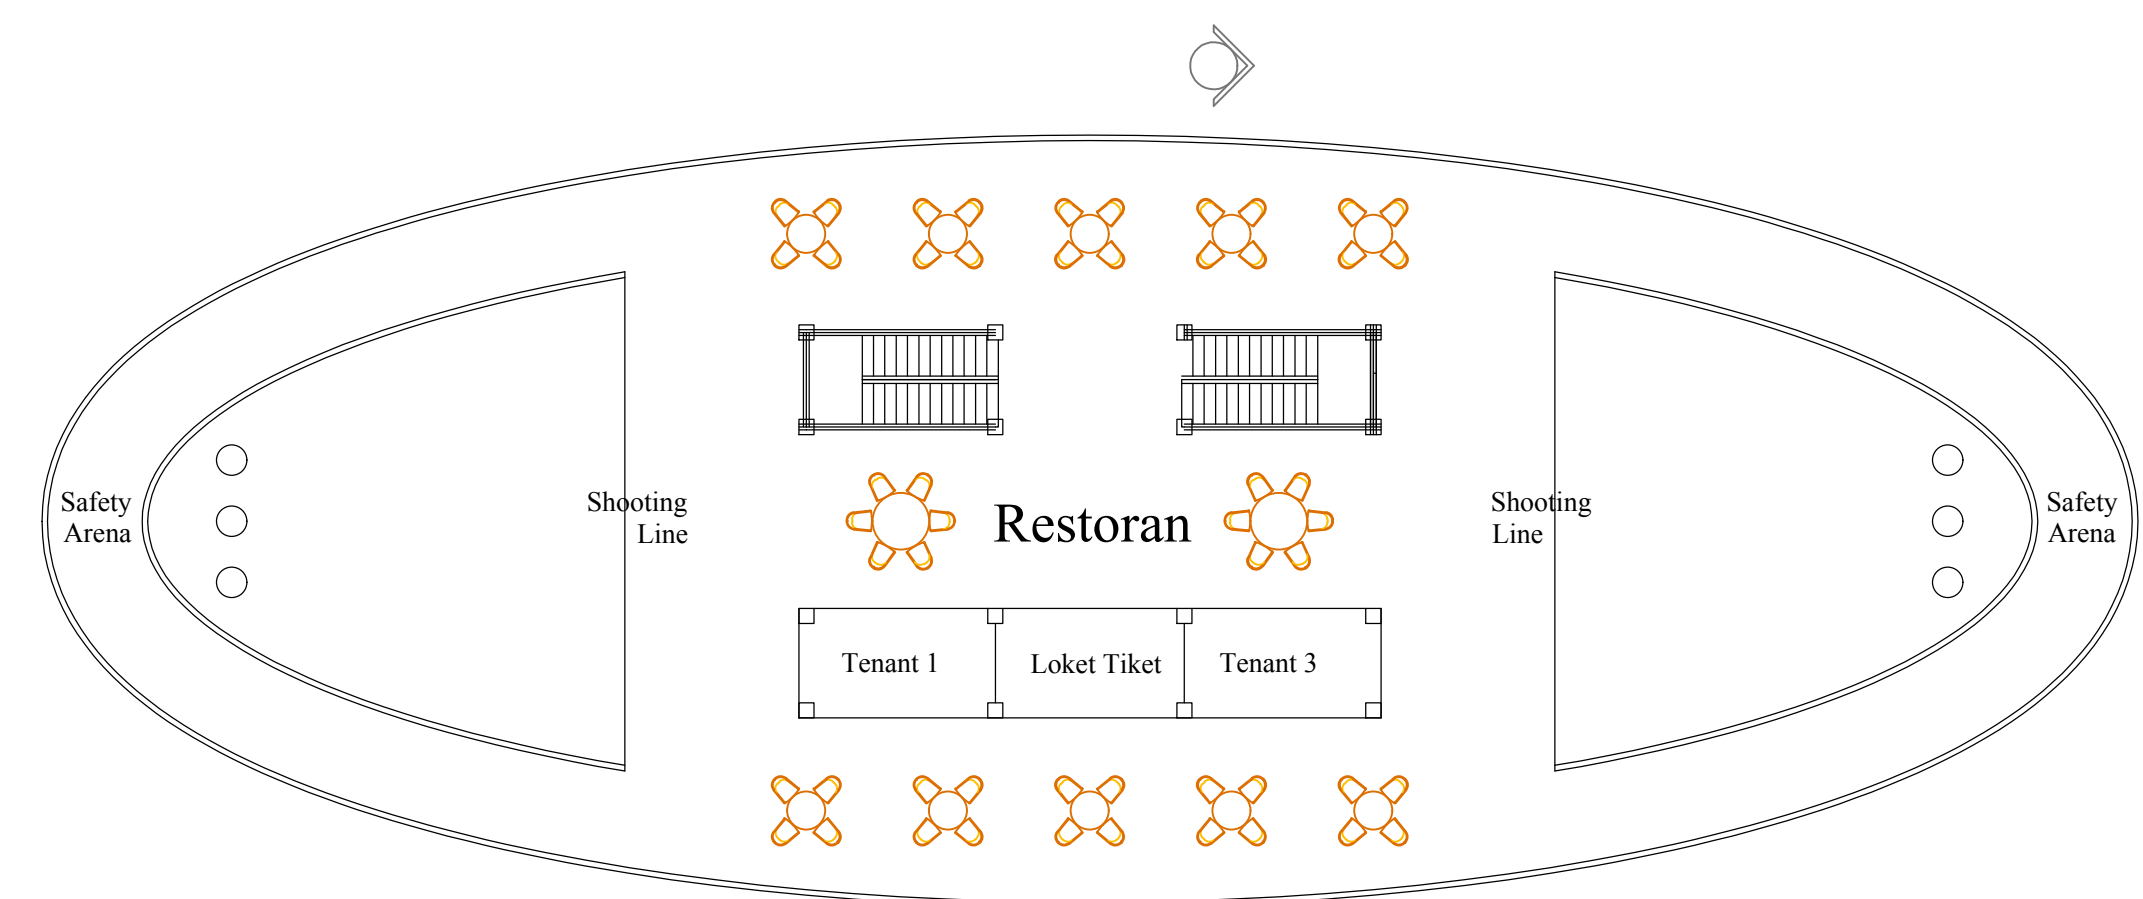 Safety
Arena
Shooting
Line
Restoran
Shooting
Line
Safety
Arena
Tenant 1
Loket Tiket
Tenant 3